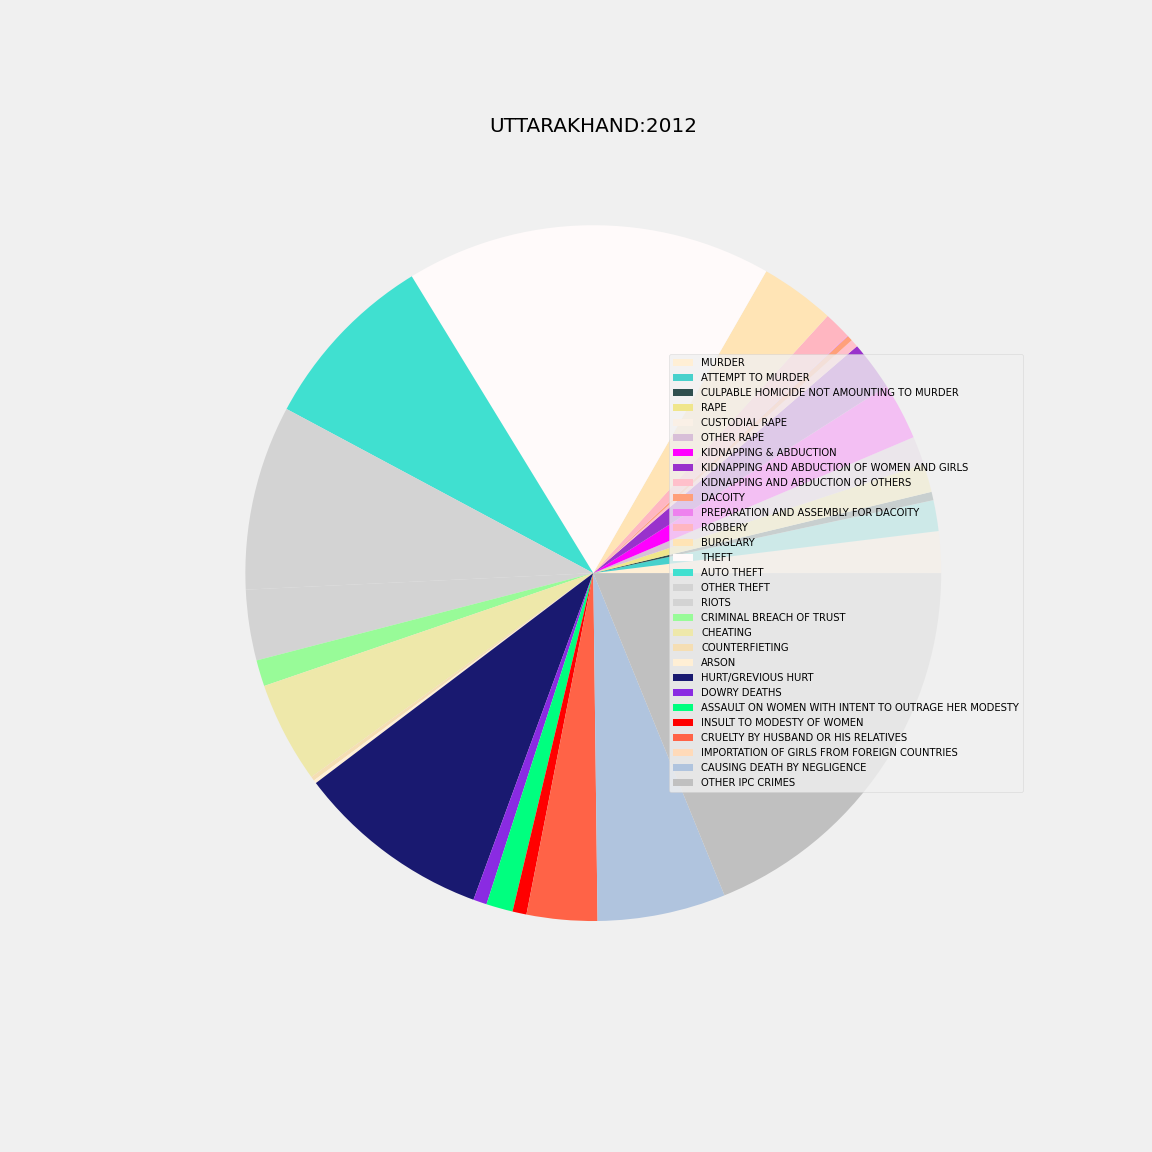 UTTARAKHAND:2012
MURDER
ATTEMPT TO MURDER
CULPABLE HOMICIDE NOT AMOUNTING TO MURDER
RAPE
CUSTODIAL RAPE
OTHER RAPE
KIDNAPPING & ABDUCTION
KIDNAPPING AND ABDUCTION OF WOMEN AND GIRLS
KIDNAPPING AND ABDUCTION OF OTHERS
DACOITY
PREPARATION AND ASSEMBLY FOR DACOITY
ROBBERY
BURGLARY
THEFT
AUTO THEFT
OTHER THEFT
RIOTS
CRIMINAL BREACH OF TRUST
CHEATING
COUNTERFIETING
ARSON
HURT/GREVIOUS HURT
DOWRY DEATHS
ASSAULT ON WOMEN WITH INTENT TO OUTRAGE HER MODESTY
INSULT TO MODESTY OF WOMEN
CRUELTY BY HUSBAND OR HIS RELATIVES
IMPORTATION OF GIRLS FROM FOREIGN COUNTRIES
CAUSING DEATH BY NEGLIGENCE
OTHER IPC CRIMES